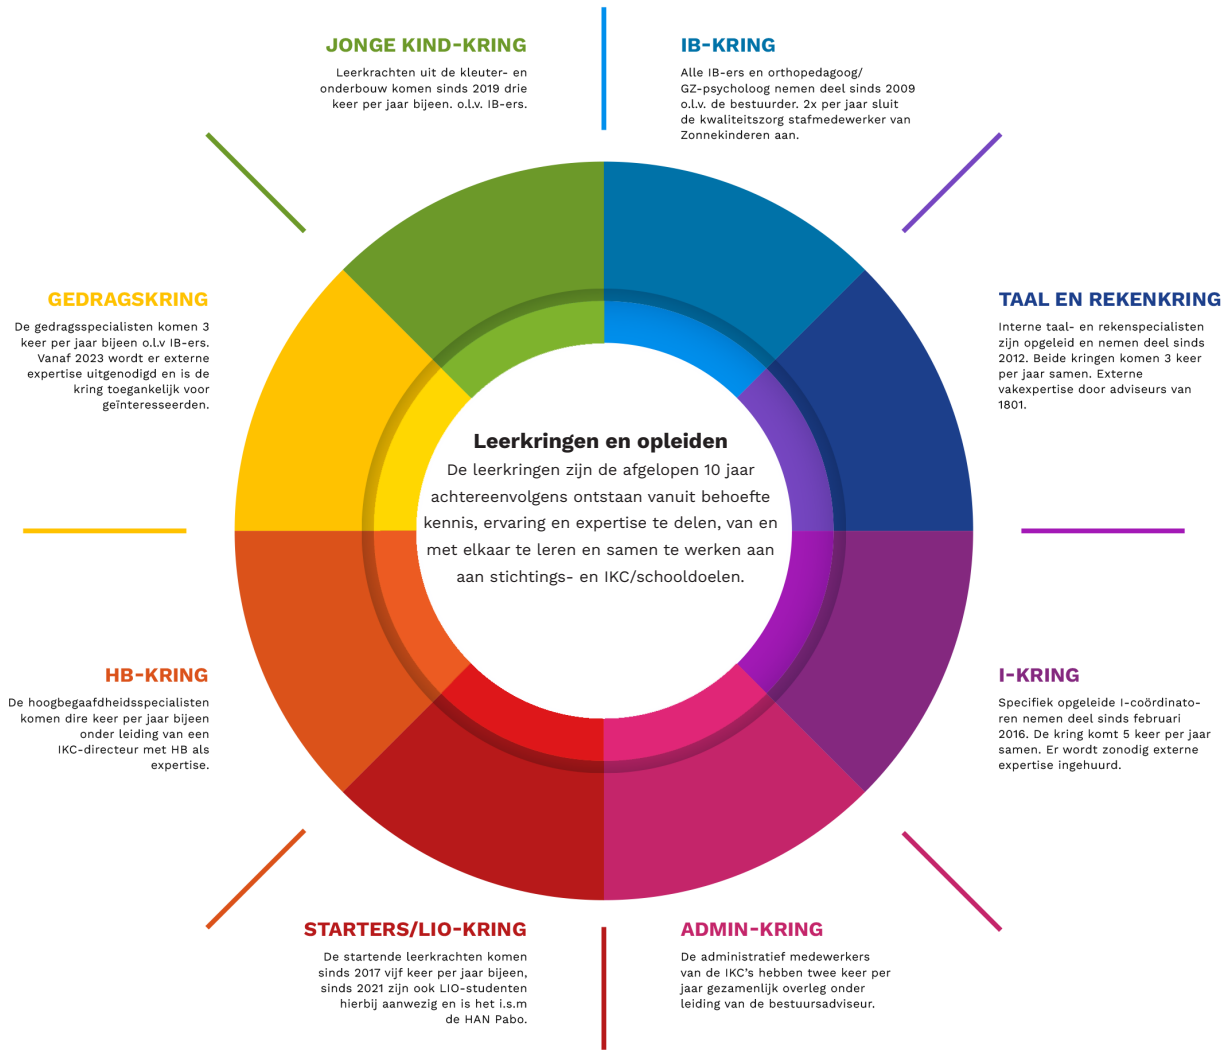 JONGE KIND-KRING
Leerkrachten uit de kleuter- en
onderbouw komen sinds 2019 drie
keer per jaar bijeen. o.l.v. IB-ers.
IB-KRING
Alle IB-ers en orthopedagoog/
GZ-psycholoog nemen deel sinds 2009
o.l.v. de bestuurder. 2x per jaar sluit
de kwaliteitszorg stafmedewerker van
Zonnekinderen aan.
GEDRAGSKRING
De gedragsspecialisten komen 3
keer per jaar bijeen o.l.v IB-ers.
Vanaf 2023 wordt er externe
expertise uitgenodigd en is de
kring toegankelijk voor
geïnteresseerden.
TAAL EN REKENKRING
Interne taal- en rekenspecialisten
zijn opgeleid en nemen deel sinds
2012. Beide kringen komen 3 keer
per jaar samen. Externe
vakexpertise door adviseurs van
1801.
Leerkringen en opleiden
De leerkringen zijn de afgelopen 10 jaar
achtereenvolgens ontstaan vanuit behoefte
kennis, ervaring en expertise te delen, van en
met elkaar te leren en samen te werken aan
aan stichtings- en IKC/schooldoelen.
HB-KRING
De hoogbegaafdheidsspecialisten
komen dire keer per jaar bijeen
onder leiding van een
IKC-directeur met HB als
expertise.
I-KRING
Specifiek opgeleide I-coördinato-
ren nemen deel sinds februari
2016. De kring komt 5 keer per jaar
samen. Er wordt zonodig externe
expertise ingehuurd.
STARTERS/LIO-KRING
De startende leerkrachten komen
sinds 2017 vijf keer per jaar bijeen,
sinds 2021 zijn ook LIO-studenten
hierbij aanwezig en is het i.s.m
de HAN Pabo.
ADMIN-KRING
De administratief medewerkers
van de IKC's hebben twee keer per
jaar gezamenlijk overleg onder
leiding van de bestuursadviseur.